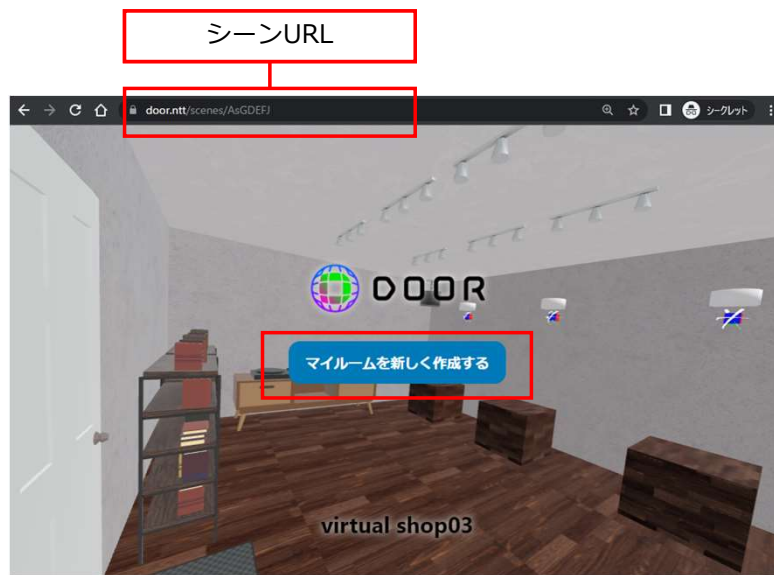 シーンURL
door.ntt/scenes/AsGDEFJ
シークレット
DOOR
マイルームを新しく作成する
virtual shop03